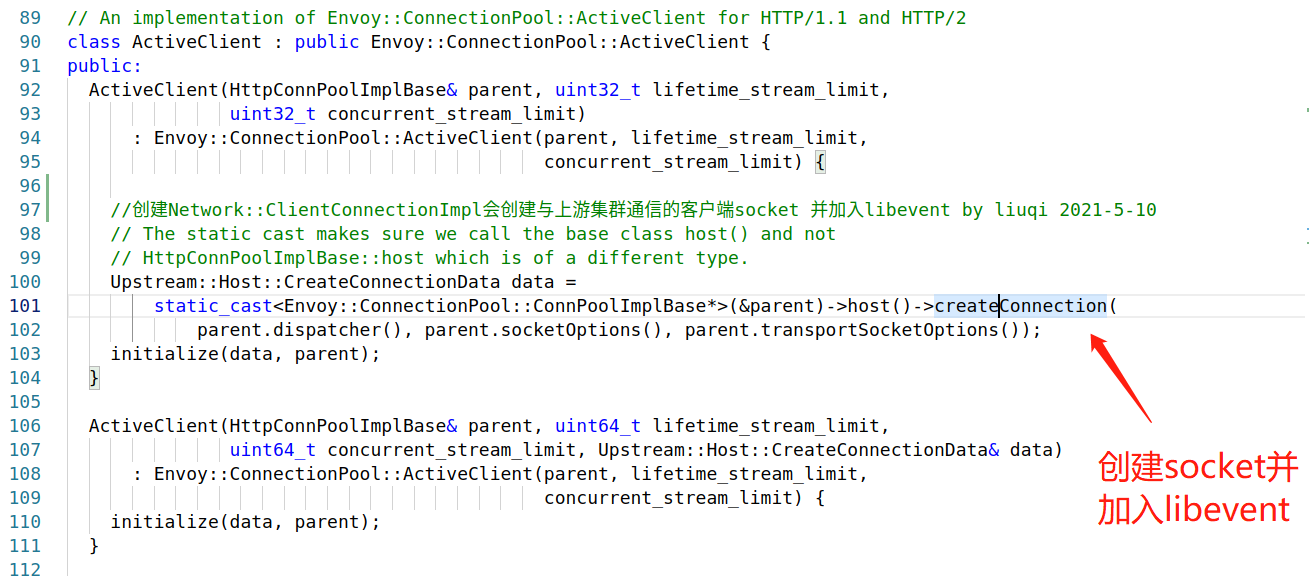 89 // An implementation of Envoy::ConnectionPool::ActiveClient for HTTP/1.1 and HTTP/2
90 class ActiveClient : public Envoy::ConnectionPool::ActiveClient {
91 public:
92 ActiveClient(HttpConnPoolImplBase& parent, uint32_t lifetime_stream_limit,
93 uint32_t concurrent_stream_limit)
94 : Envoy::ConnectionPool::ActiveClient(parent, lifetime_stream_limit,
95 concurrent_stream_limit) {
96
97 //创建Network::ClientConnectionImpl会创建与上游集群通信的客户端socket 并加入libevent by liuqi 2021-5-10
98 // The static cast makes sure we call the base class host() and not
99 // HttpConnPoolImplBase::host which is of a different type.
100 Upstream::Host::CreateConnectionData data =
101 static_cast<Envoy::ConnectionPool::ConnPoolImplBase*>(&parent)->host()->createConnection(
102 parent.dispatcher(), parent.socketOptions(), parent.transportSocketOptions());
103 initialize(data, parent);
104 }
105
106 ActiveClient(HttpConnPoolImplBase& parent, uint64_t lifetime_stream_limit,
107 uint64_t concurrent_stream_limit, Upstream::Host::CreateConnectionData& data)
108 : Envoy::ConnectionPool::ActiveClient(parent, lifetime_stream_limit,
109 concurrent_stream_limit) {
110 initialize(data, parent);
111 }
112
创建socket并
加入libevent